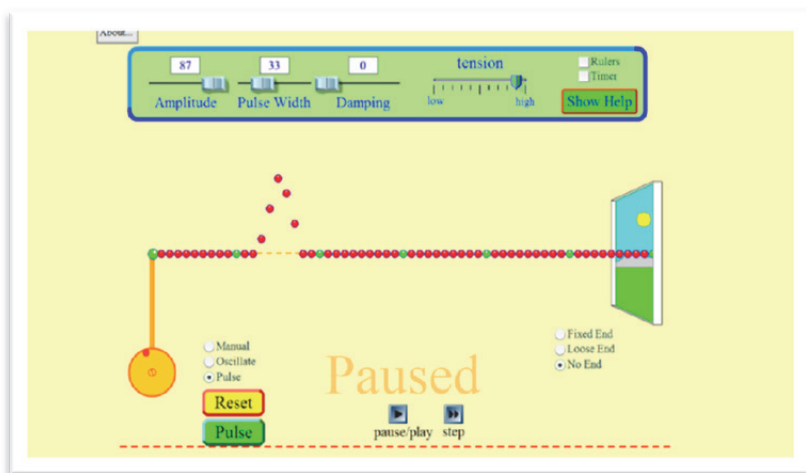 About...
87
33
0
Amplitude
Pulse Width
Damping
tension
low
high
Rulers
Timer
Show Help
Manual
Oscillate
Pulse
Reset
Pulse
Paused
pause/play
step
Fixed End
Loose End
No End